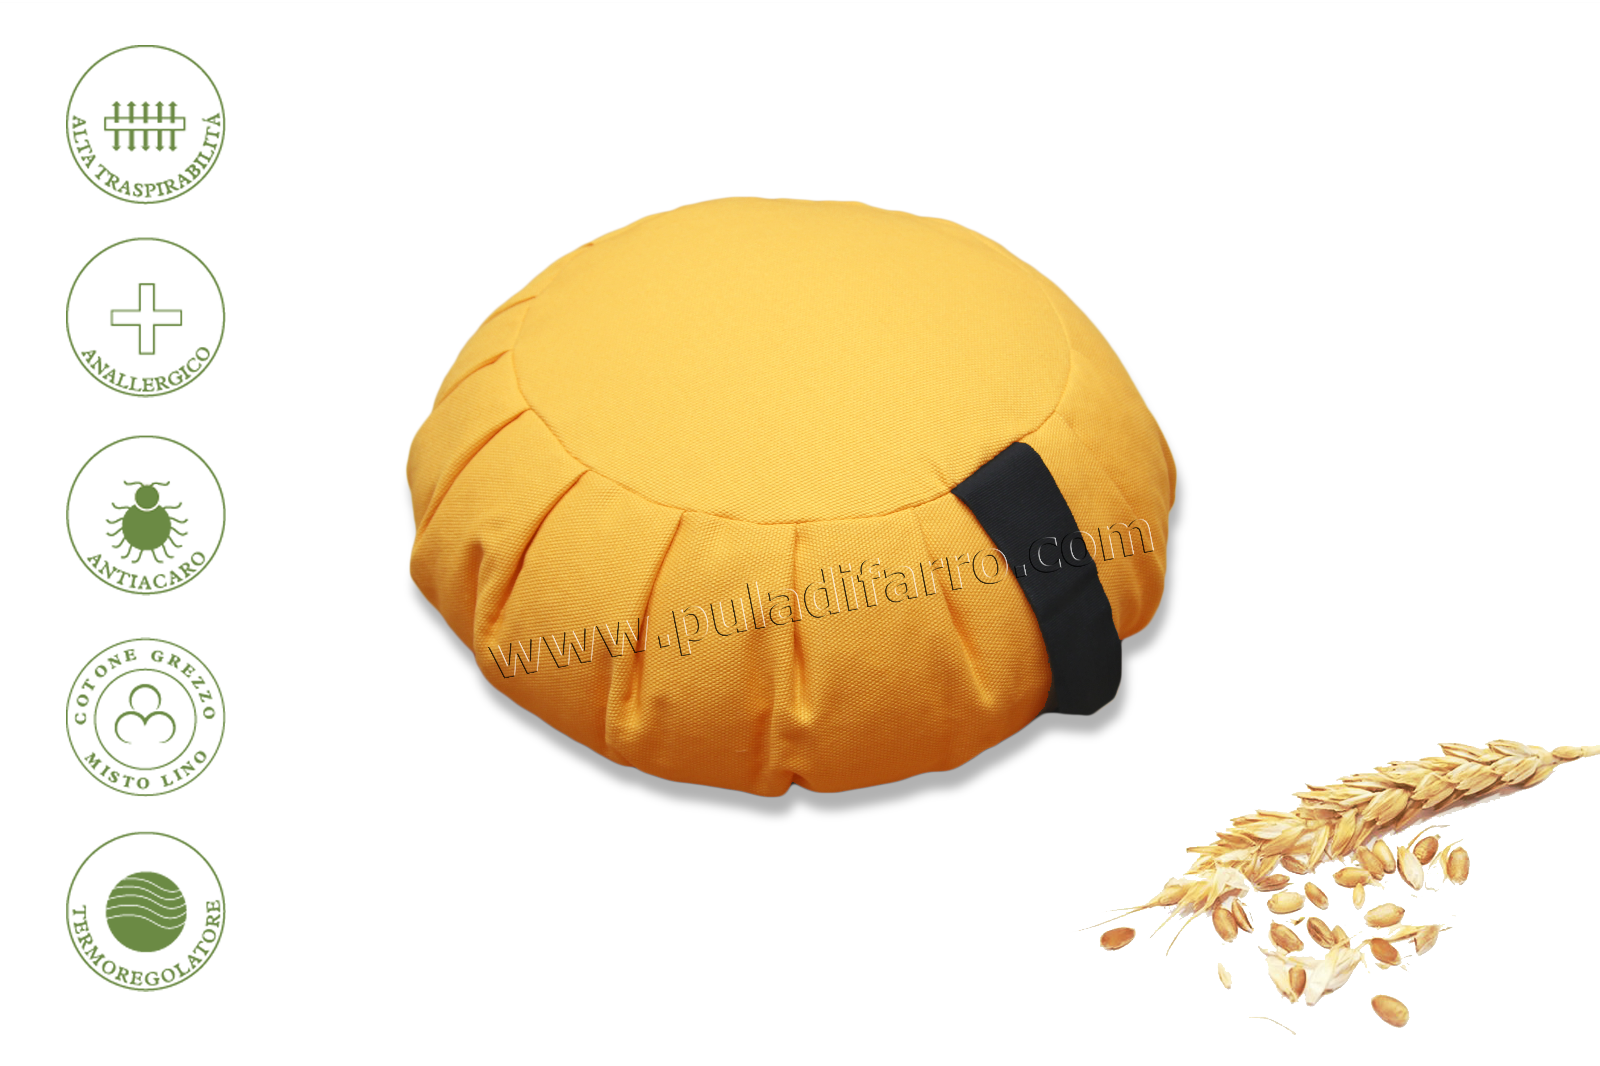 ALTA TRASPIRABILITÁ
ANALLERGICO
ANTIACARO
COTONE GREZZO
MISTO LINO
TERMOREGOLATORE
www.puladifarro.com